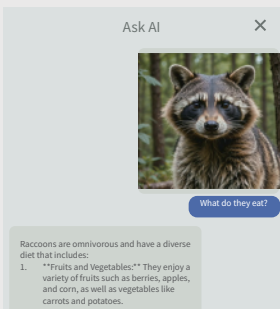 Ask AI
What do they eat?
Raccoons are omnivorous and have a diverse
diet that includes:
1. **Fruits and Vegetables:** They enjoy a
variety of fruits such as berries, apples,
and corn, as well as vegetables like
carrots and potatoes.